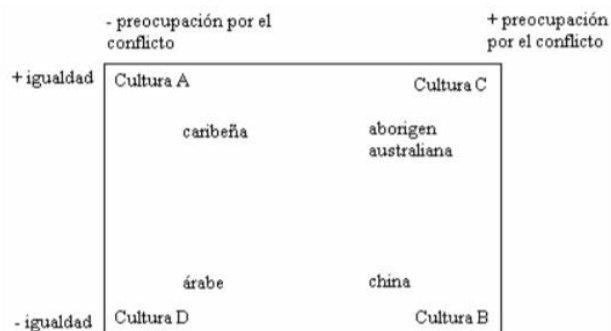 - preocupación por el
conflicto
+ preocupación
por el conflicto
+ igualdad
Cultura A
Cultura C
caribeña
aborigen
australiana
árabe
china
- igualdad
Cultura D
Cultura B